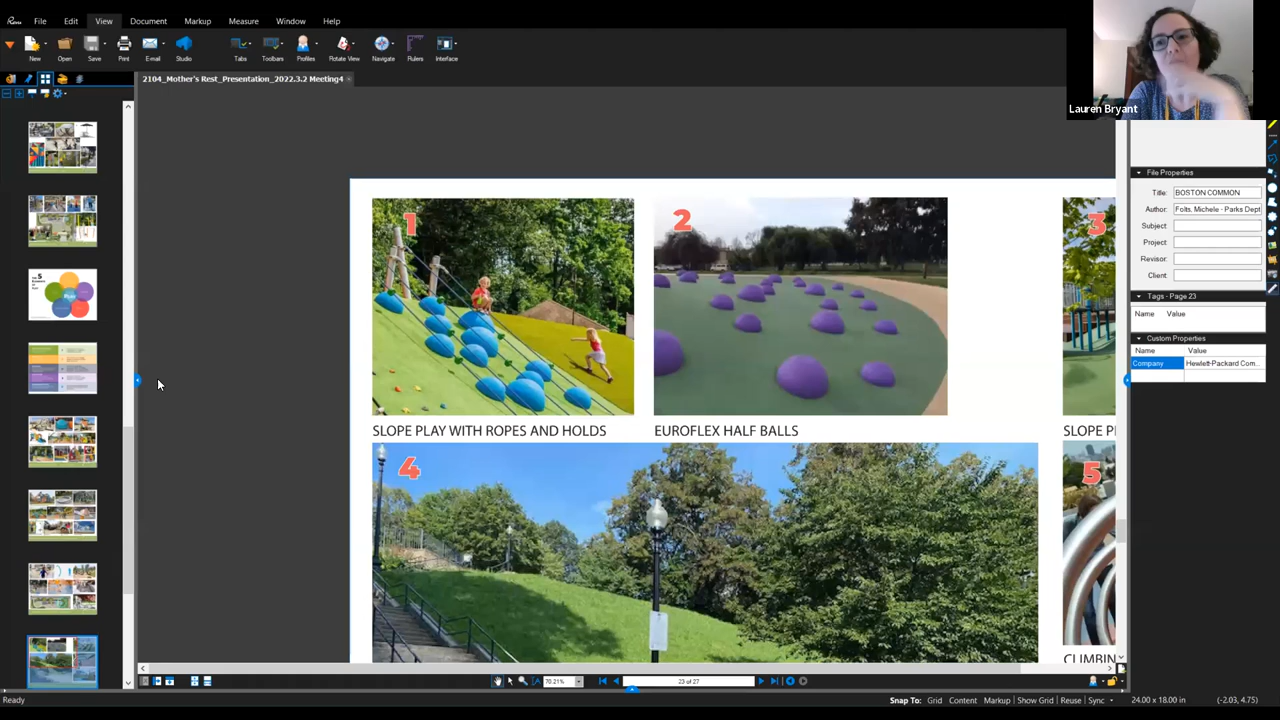 Revu File Edit View Document Markup Measure Window Help
New Open Save Print E-mail Studio Tabs Toolbars Profiles Rotate View Navigate Rulers Interface
Lauren Bryant
2104_Mother's Rest_Presentation_2022.3.2 Meeting4 ×
File Properties
Title: BOSTON COMMON
Author: Folts, Michele - Parks Dept
Subject:
Project:
Revisor:
Client:
Tags - Page 23
Name Value
Custom Properties
Name Value
Company Hewlett-Packard Com...
1 2 3
SLOPE PLAY WITH ROPES AND HOLDS EUROFLEX HALF BALLS SLOPE P
4 5
CLIMBIN
70.21% 23 of 27
Ready Snap To: Grid Content Markup Show Grid Reuse Sync 24.00 x 18.00 in (-2.03, 4.75)